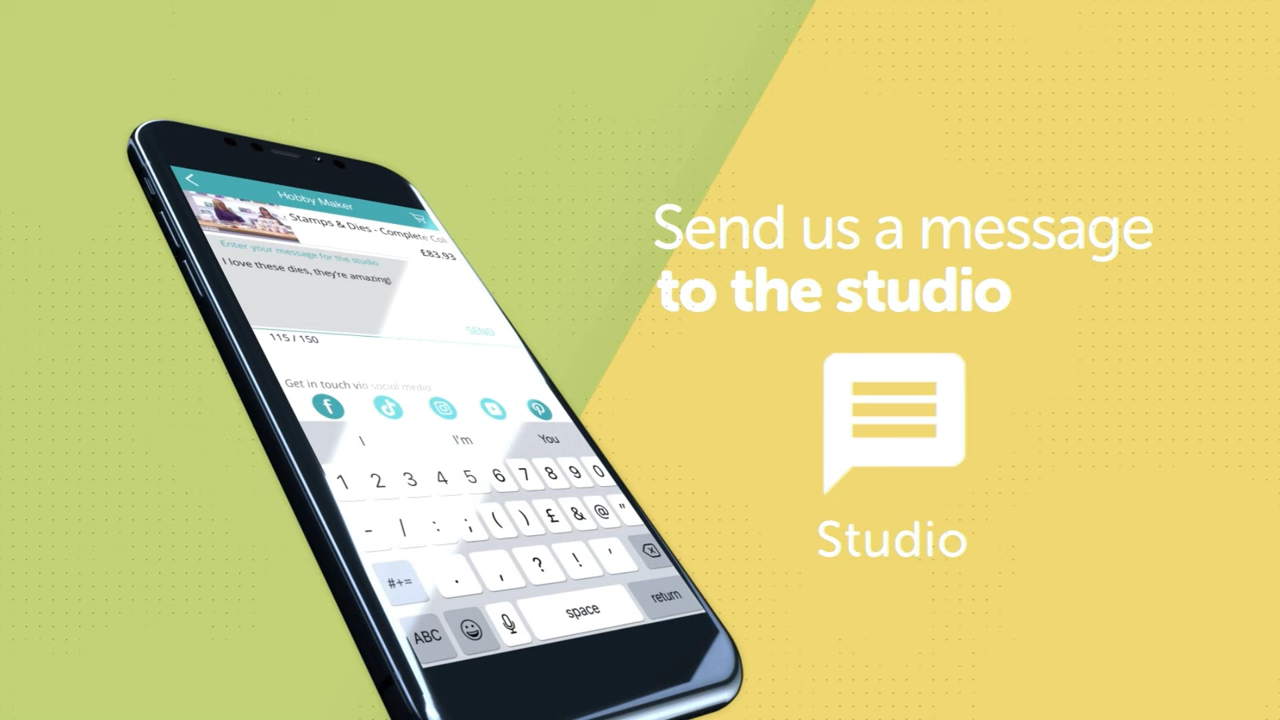 Hobby Maker
Stamps & Dies - Complete Col
£83.93
Enter your message for the studio
I love these dies, they're amazing!
SEND
115 / 150
Get in touch via social media
I I'm You
1 2 3 4 5 6 7 8 9 0
- / : ; ( ) £ & @ "
#+= . , ? ! '
ABC space return
Send us a message
to the studio
Studio